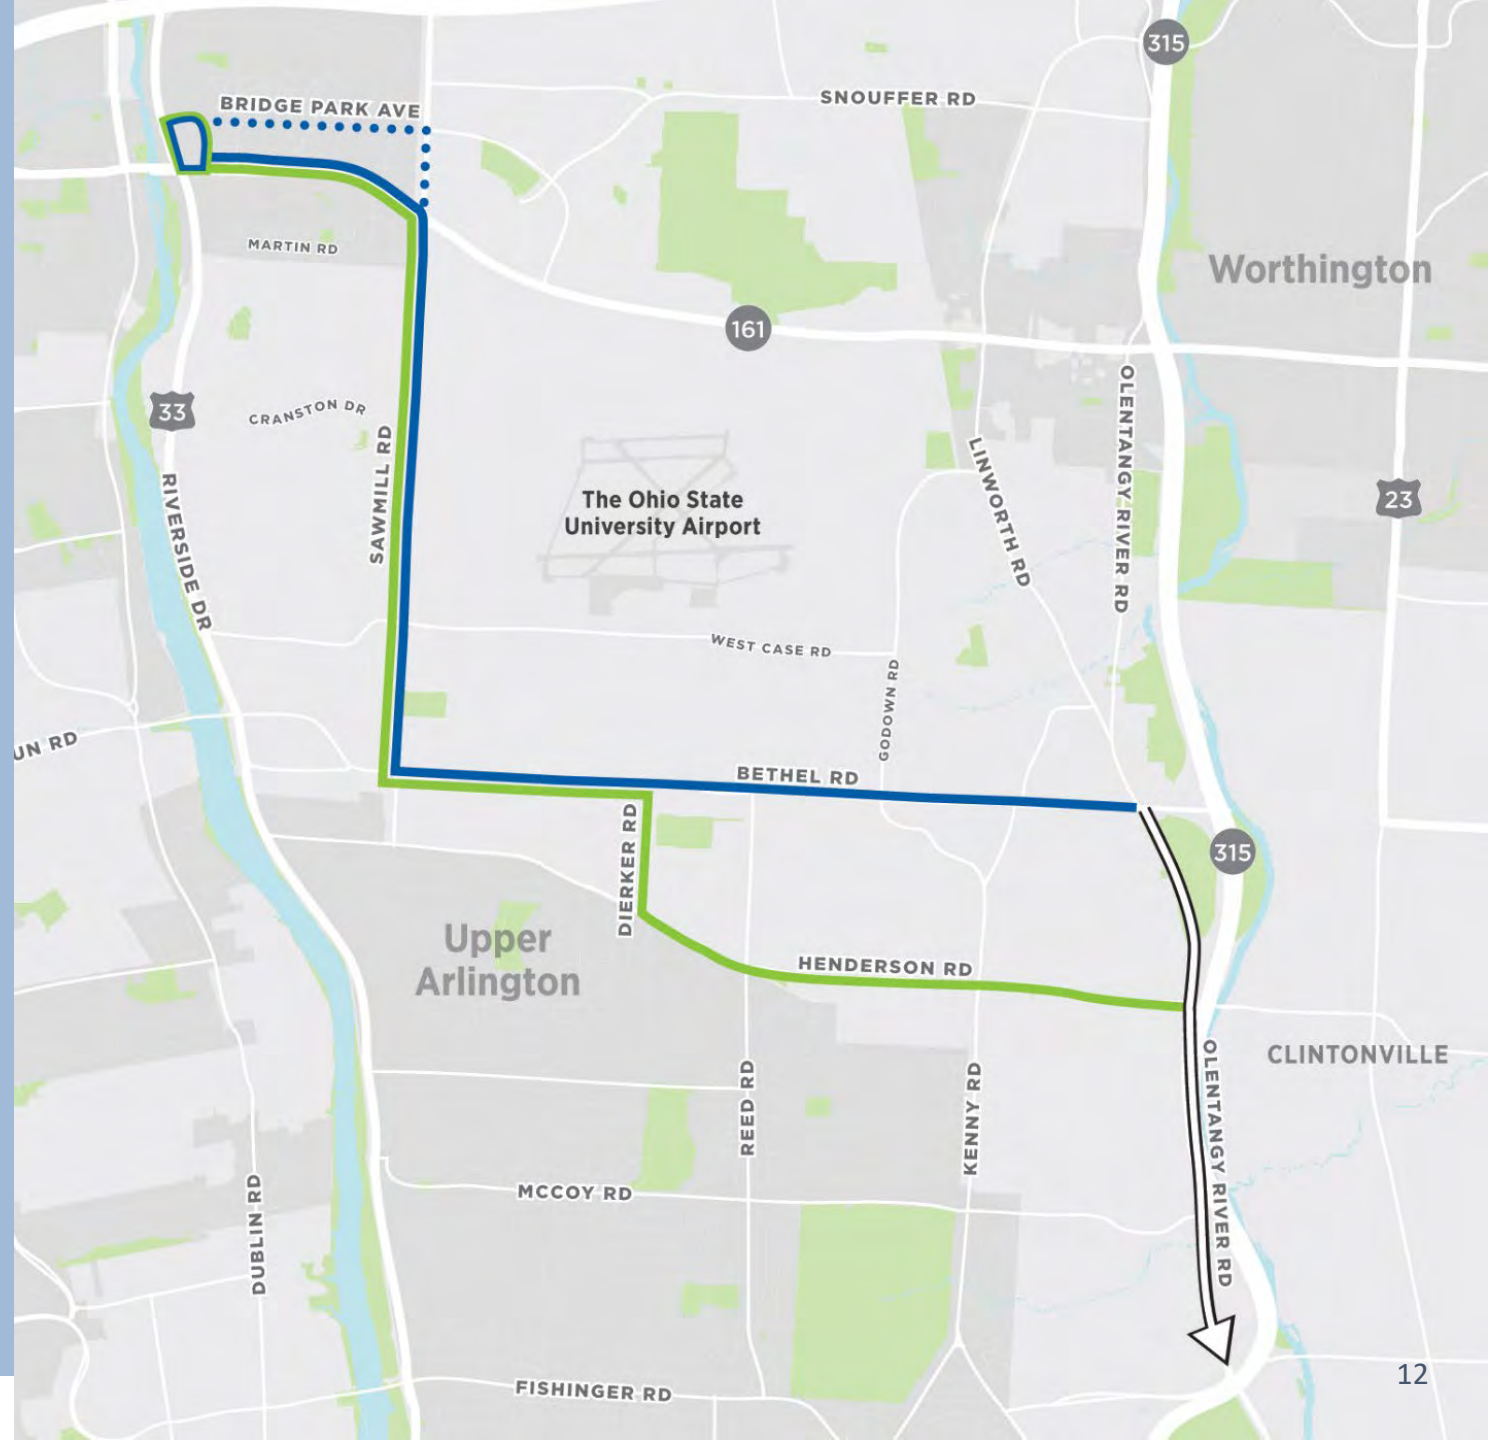 315
BRIDGE PARK AVE
SNOUFFER RD
MARTIN RD
Worthington
161
33
CRANSTON DR
SAWMILL RD
OLENTANGY RIVER RD
LINWORTH RD
The Ohio State
University Airport
23
RIVERSIDE DR
WEST CASE RD
GODOWN RD
UN RD
BETHEL RD
DIERKER RD
315
Upper
Arlington
HENDERSON RD
CLINTONVILLE
OLENTANGY RIVER RD
REED RD
KENNY RD
DUBLIN RD
MCCOY RD
FISHINGER RD
12